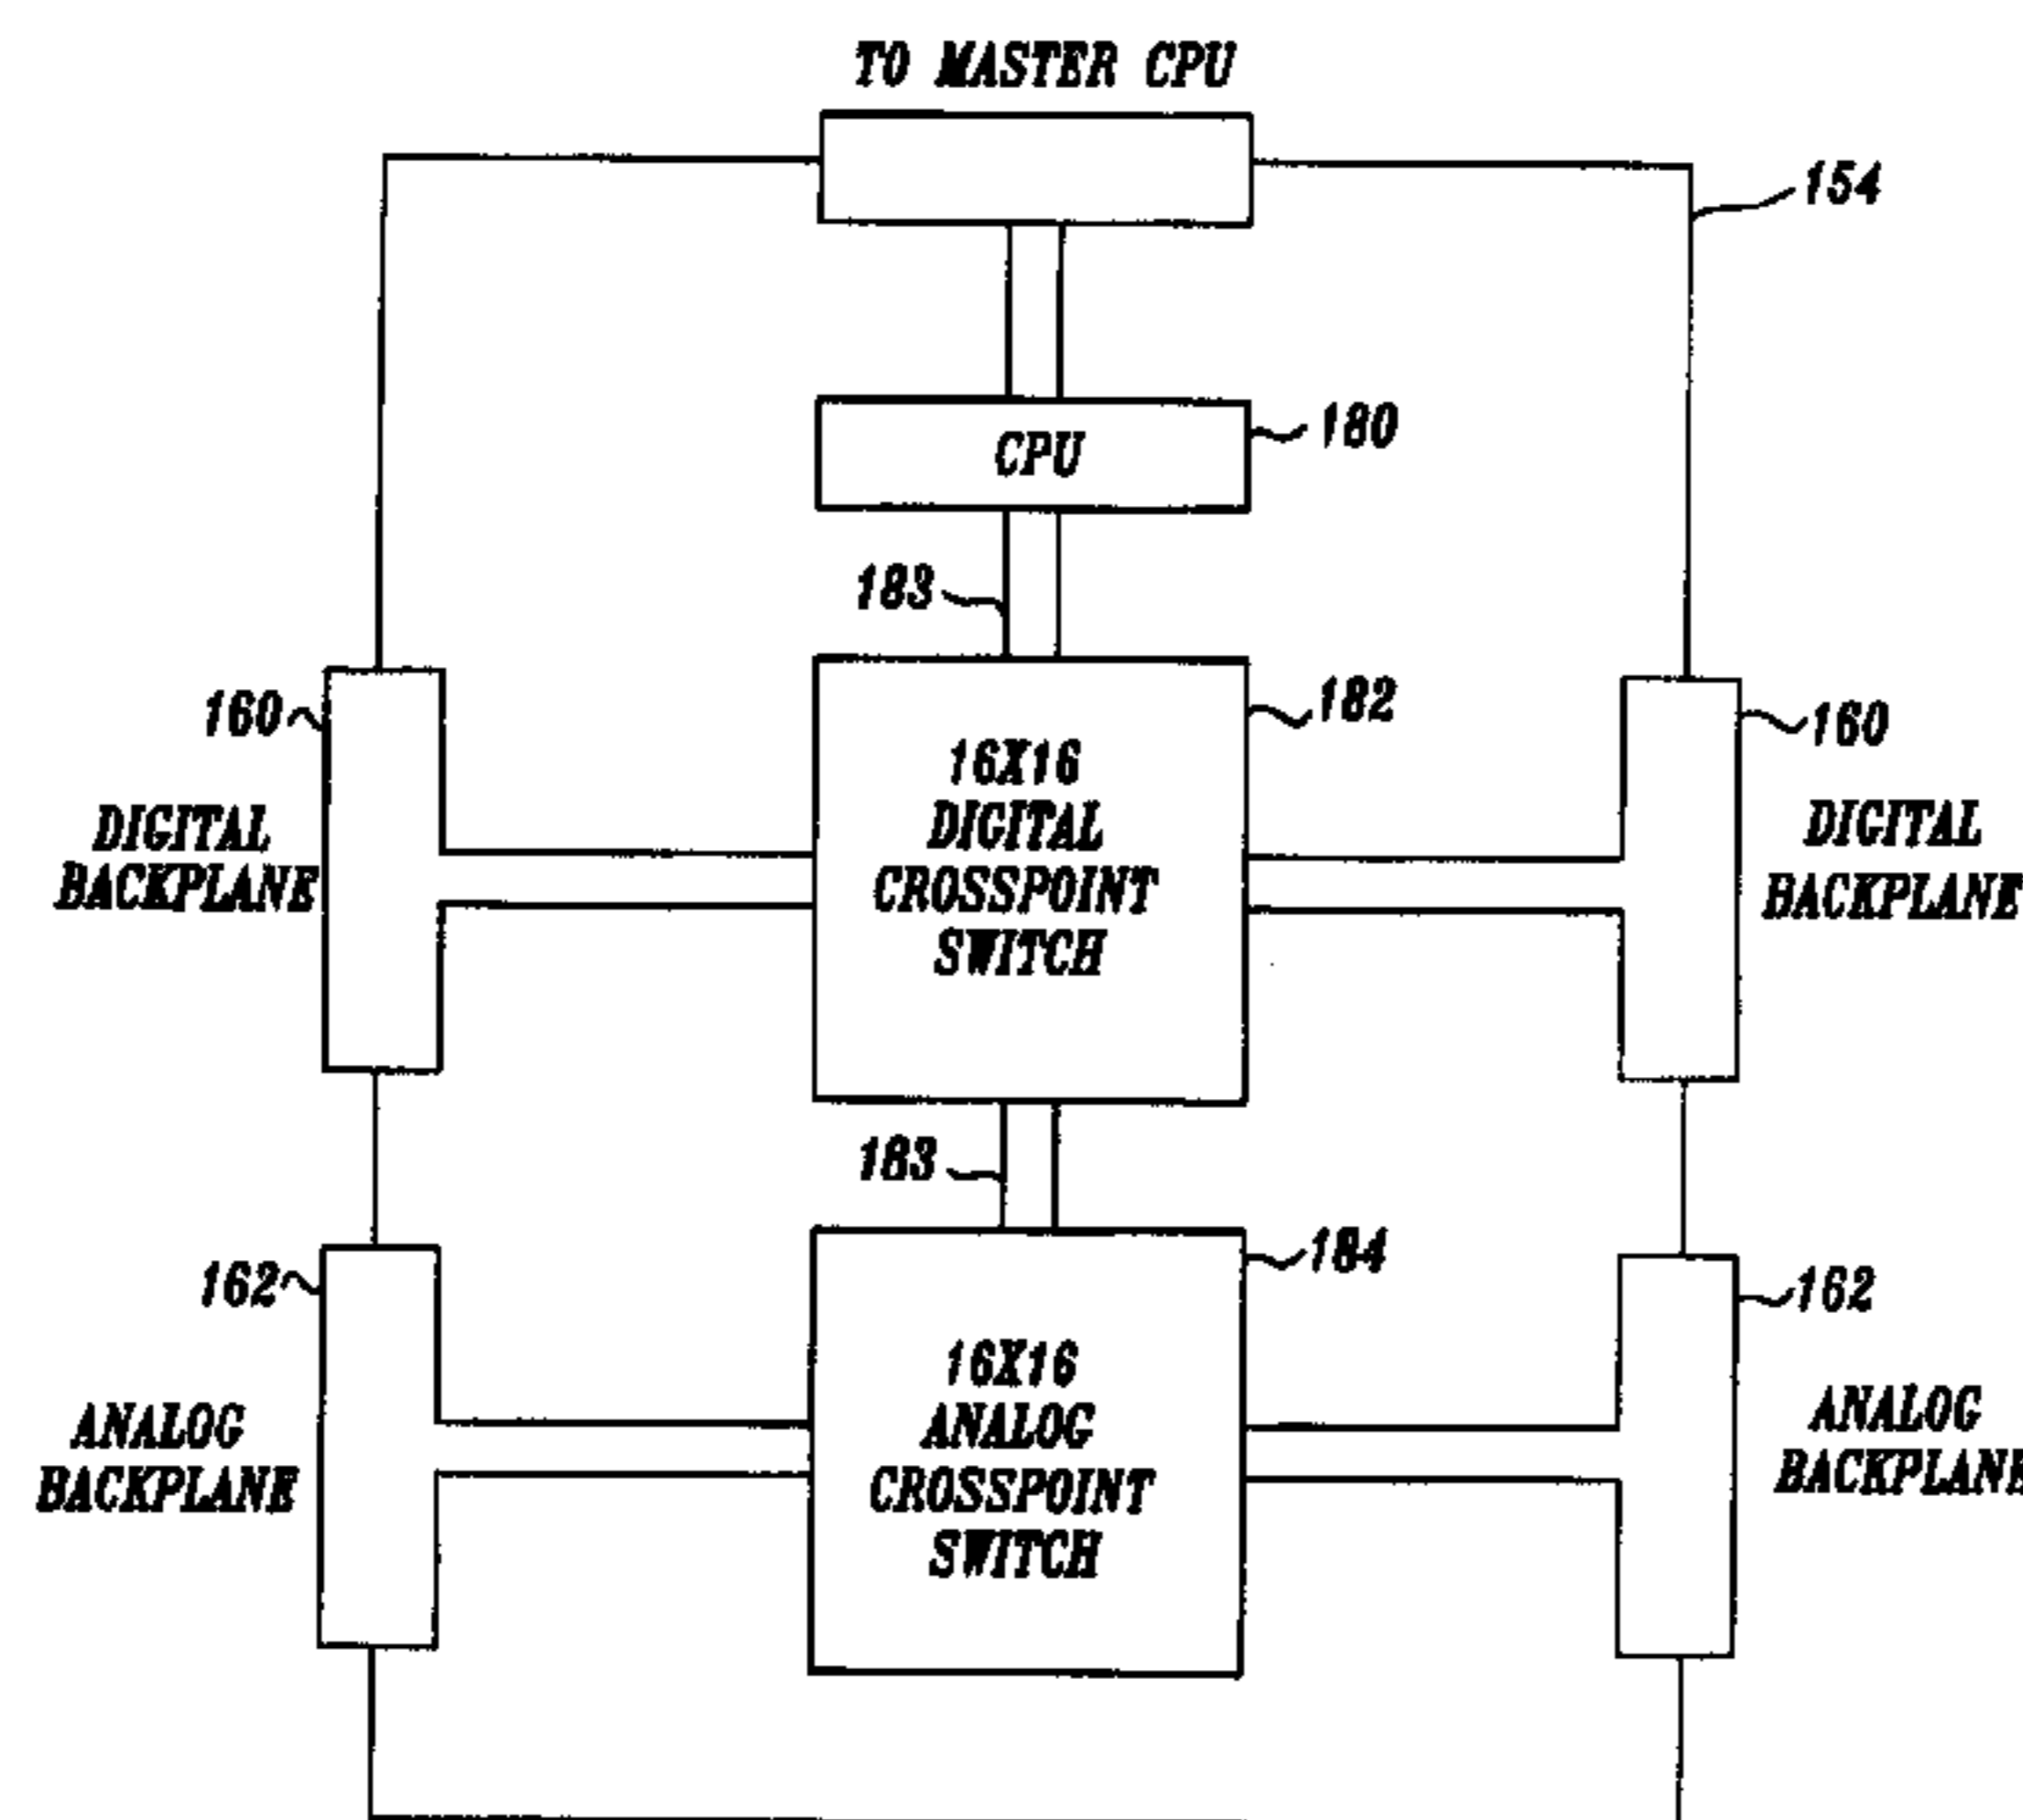 TO MASTER CPU
154
CPU
180
183
160
182
160
DIGITAL
BACKPLANE
16X16
DIGITAL
CROSSPOINT
SWITCH
DIGITAL
BACKPLANE
183
162
184
162
ANALOG
BACKPLANE
16X16
ANALOG
CROSSPOINT
SWITCH
ANALOG
BACKPLANE